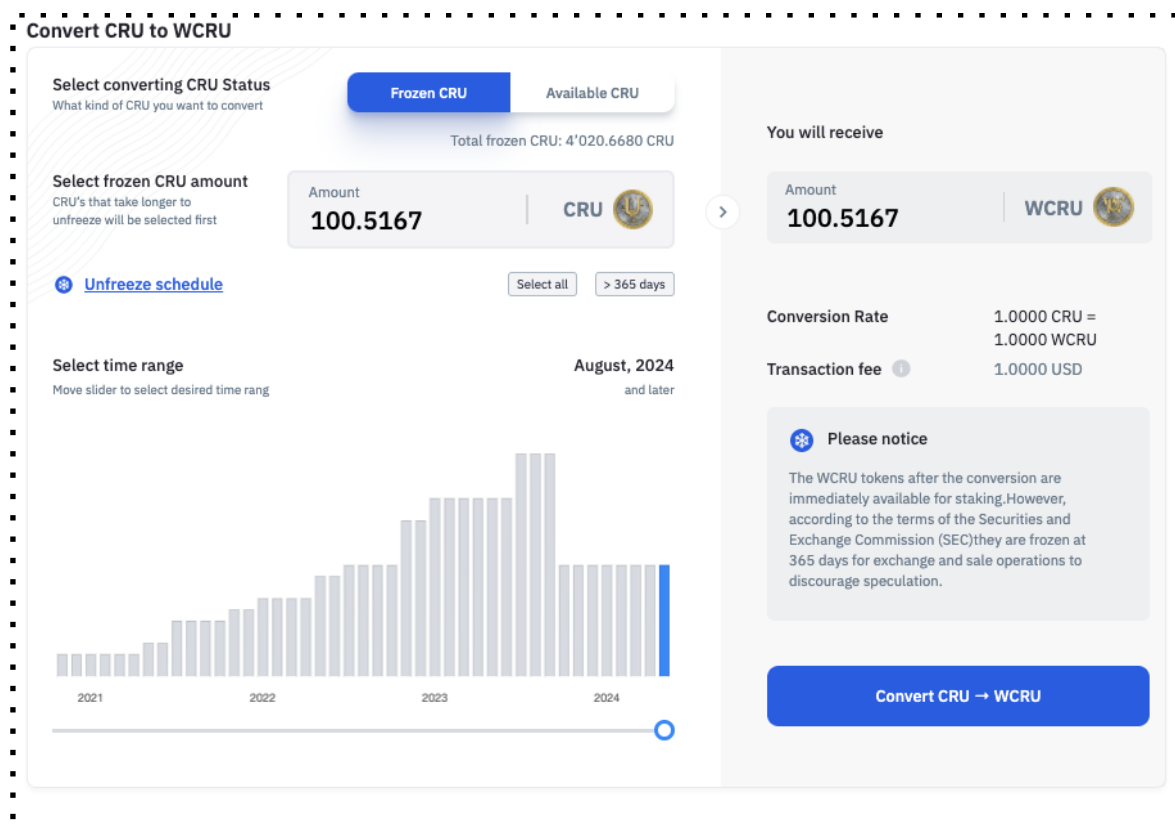 Convert CRU to WCRU
Select converting CRU Status
What kind of CRU you want to convert
Frozen CRU
Available CRU
Total frozen CRU: 4’020.6680 CRU
Select frozen CRU amount
CRU's that take longer to
unfreeze will be selected first
Amount
100.5167
CRU
Unfreeze schedule
Select all
> 365 days
Select time range
Move slider to select desired time rang
August, 2024
and later
2021
2022
2023
2024
You will receive
Amount
100.5167
WCRU
Conversion Rate
1.0000 CRU =
1.0000 WCRU
Transaction fee
1.0000 USD
Please notice
The WCRU tokens after the conversion are
immediately available for staking.However,
according to the terms of the Securities and
Exchange Commission (SEC)they are frozen at
365 days for exchange and sale operations to
discourage speculation.
Convert CRU → WCRU